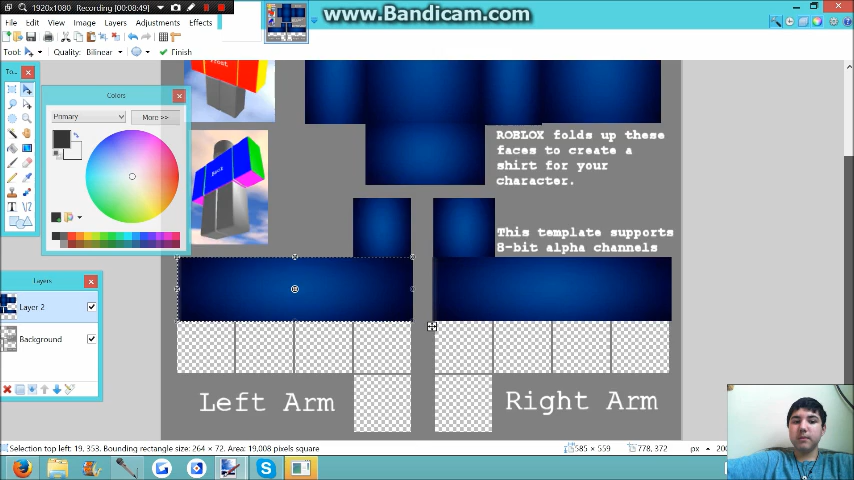 1920x1080 Recording [00:08:49]
www.Bandicam.com
File Edit View Image Layers Adjustments Effects
Tool: Quality: Bilinear Finish
To...
Colors
Primary More >>
Front
Back
ROBLOX folds up these
faces to create a
shirt for your
character.
This template supports
8-bit alpha channels
Layers
Layer 2
Background
Left Arm
Right Arm
Selection top left: 19, 353. Bounding rectangle size: 264 × 72. Area: 19,008 pixels square
585 × 559
778, 372
px